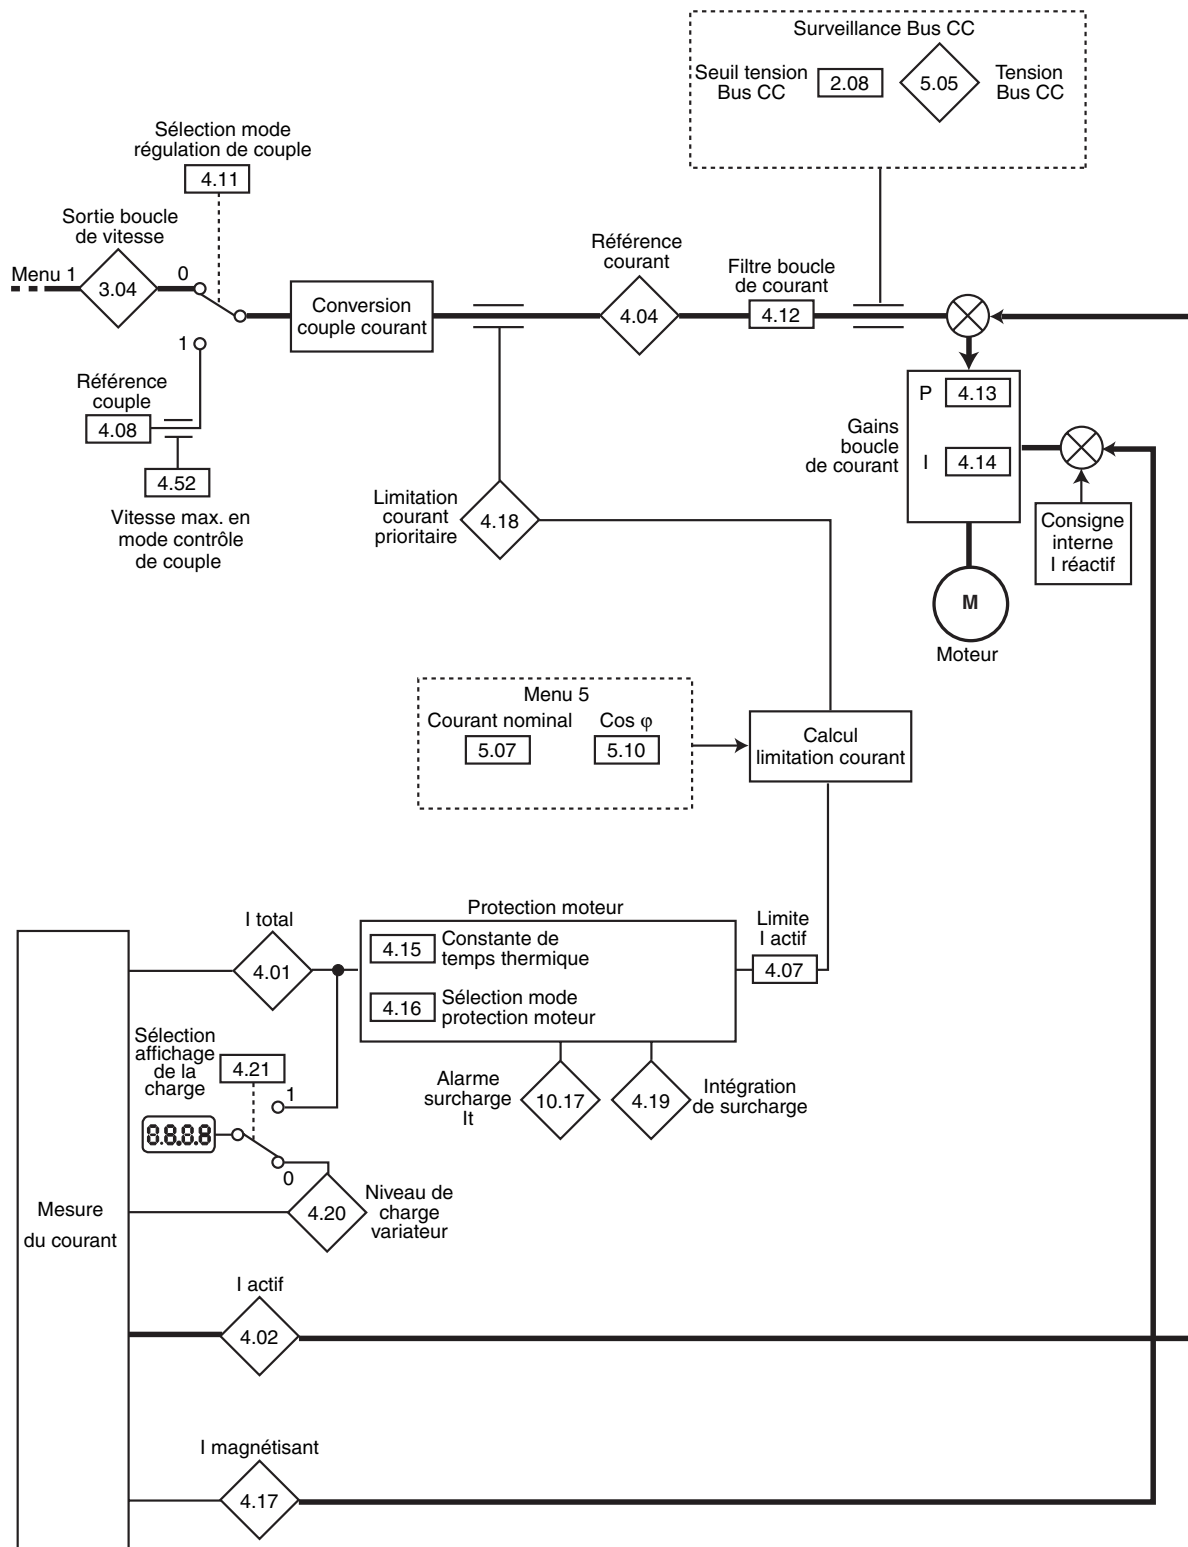 Surveillance Bus CC
Seuil tension
Bus CC
2.08
5.05
Tension
Bus CC
Sélection mode
régulation de couple
4.11
Sortie boucle
de vitesse
Menu 1
3.04
0
1
Conversion
couple courant
Référence
courant
4.04
Filtre boucle
de courant
4.12
Référence
couple
4.08
4.52
Vitesse max. en
mode contrôle
de couple
Limitation
courant
prioritaire
4.18
Gains
boucle
de courant
P
4.13
I
4.14
Consigne
interne
I réactif
M
Moteur
Menu 5
Courant nominal
5.07
Cos φ
5.10
Calcul
limitation courant
I total
4.01
Protection moteur
4.15
Constante de
temps thermique
4.16
Sélection mode
protection moteur
Limite
I actif
4.07
Sélection
affichage
de la
charge
4.21
1
8.8.8.8
0
Alarme
surcharge
It
10.17
4.19
Intégration
de surcharge
4.20
Niveau de
charge
variateur
Mesure
du courant
I actif
4.02
I magnétisant
4.17